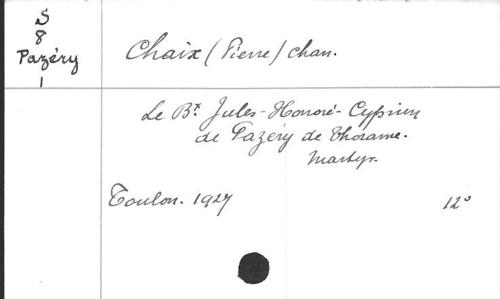 S
8
Pazéry
1
Chaix (Pierre) chan.
Le Bx Jules-Honoré-Cyprien
de Pazéry de Thorame.
Martyr.
Toulon. 1927
12°